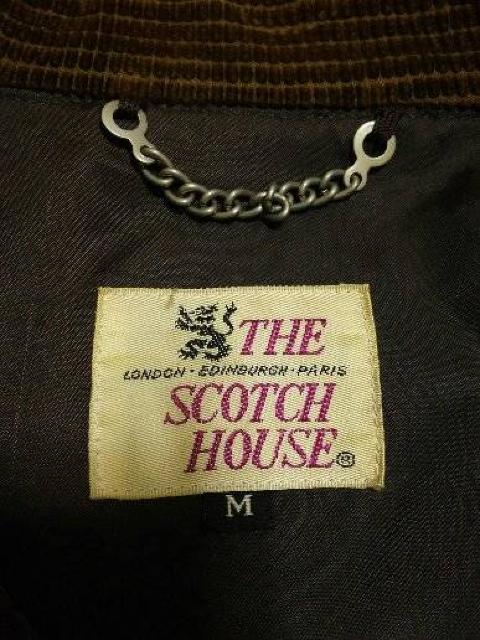 THE
LONDON · EDINBURGH · PARIS
SCOTCH
HOUSE®
M